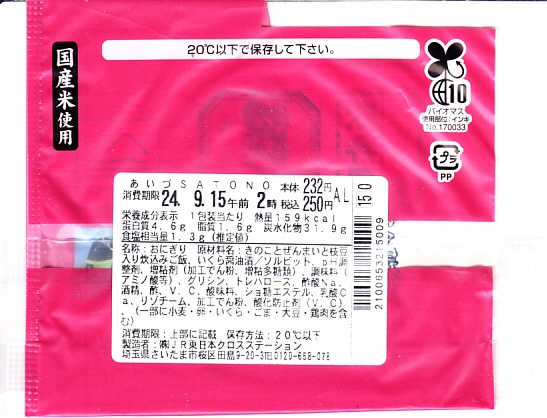 20℃以下で保存して下さい。
国産米使用
10
バイオマス
使用部位:インキ
No.170033
プラ
PP
あいづSATONO 本体 232円
消費期限 24. 9.15午前 2時 税込 250円 AL
150
栄養成分表示 1包装当たり 熱量159kcal
蛋白質4.6g 脂質1.6g 炭水化物31.9g
食塩相当量1.3g(推定値)
名称:おにぎり 原材料名:きのことぜんまいと枝豆
入り炊込みご飯、いくら醤油漬/ソルビット、pH調
整剤、増粘剤(加工でん粉、増粘多糖類)、調味料(
アミノ酸等)、グリシン、トレハロース、酢酸Na、
酒精、酢、V.C、酸味料、ショ糖エステル、乳酸C
a、リゾチーム、加工でん粉、酸化防止剤(V.C)
、(一部に小麦・卵・いくら・ごま・大豆・鶏肉を含
む)
消費期限:上部に記載 保存方法:20℃以下
製造者:㈱JR東日本クロスステーション
埼玉県さいたま市桜区田島9-20-3℡0120-658-078
2100653215009